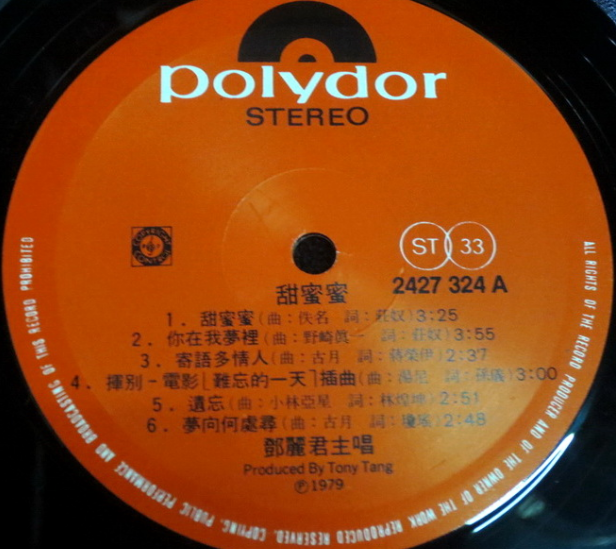 polydor
STEREO
ST 33
甜蜜蜜
2427 324 A
1. 甜蜜蜜(曲：佚名 詞：莊奴)3:25
2. 你在我夢裡(曲：野崎眞一 詞：莊奴)3:55
3. 寄語多情人(曲：古月 詞：蔣榮伊)2:37
4. 揮別－電影「難忘的一天」插曲(曲：湯尼 詞：孫儀)3:00
5. 遺忘(曲：小林亞星 詞：林煌坤)2:51
6. 夢向何處尋(曲：古月 詞：瓊瑤)2:48
鄧麗君主唱
Produced By Tony Tang
Ⓟ1979
ALL RIGHTS OF THE RECORD PRODUCER AND OF THE OWNER OF THE WORK REPRODUCED RESERVED. COPYING, PUBLIC PERFORMANCE AND BROADCASTING OF THIS RECORD PROHIBITED